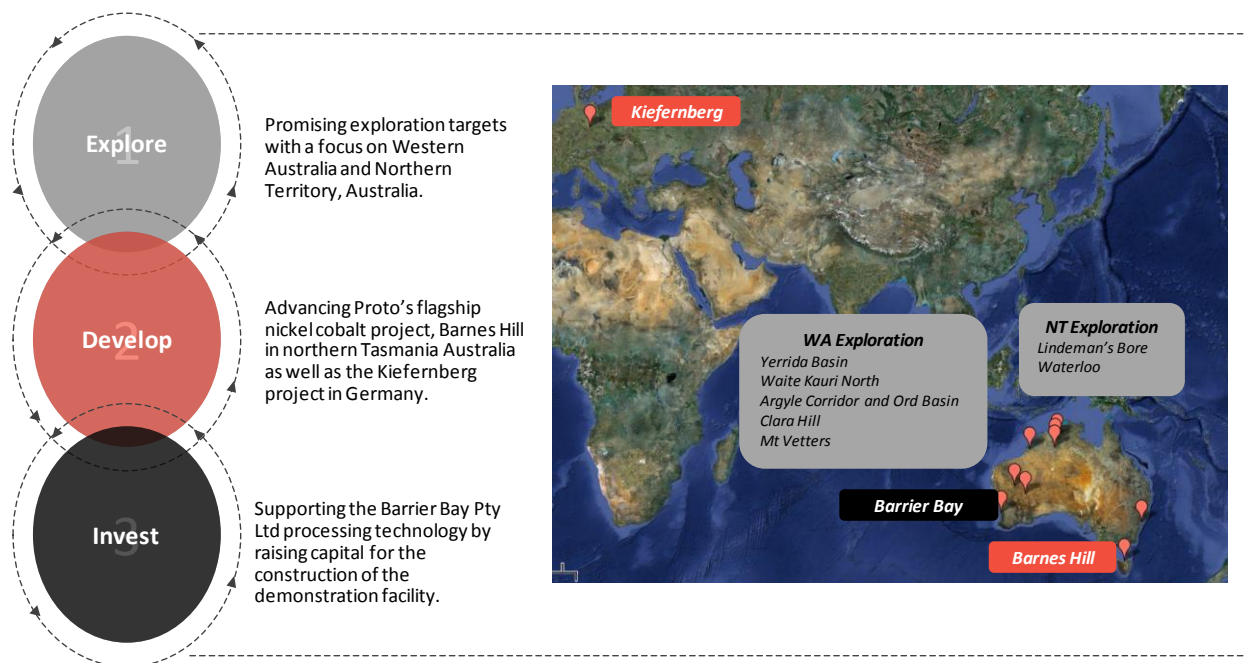 1
Explore
Promising exploration targets
with a focus on Western
Australia and Northern
Territory, Australia.
2
Develop
Advancing Proto's flagship
nickel cobalt project, Barnes Hill
in northern Tasmania Australia
as well as the Kiefernberg
project in Germany.
3
Invest
Supporting the Barrier Bay Pty
Ltd processing technology by
raising capital for the
construction of the
demonstration facility.
Kiefernberg
WA Exploration
Yerrida Basin
Waite Kauri North
Argyle Corridor and Ord Basin
Clara Hill
Mt Vetters
NT Exploration
Lindeman's Bore
Waterloo
Barrier Bay
Barnes Hill